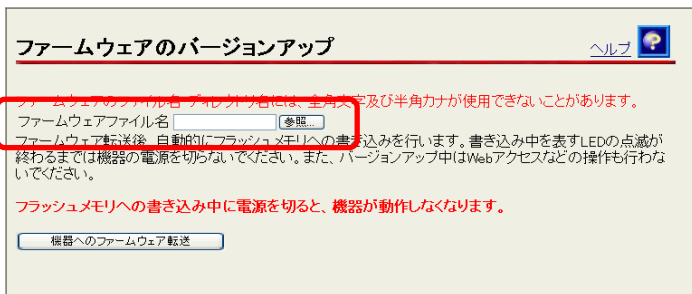 ファームウェアのバージョンアップ
ヘルプ
ファームウェアのファイル名・ディレクトリ名には、全角文字及び半角カナが使用できないことがあります。
ファームウェアファイル名 参照...
ファームウェア転送後、自動的にフラッシュメモリへの書き込みを行います。書き込み中を表すLEDの点滅が
終わるまでは機器の電源を切らないでください。また、バージョンアップ中はWebアクセスなどの操作も行わな
いでください。
フラッシュメモリへの書き込み中に電源を切ると、機器が動作しなくなります。
機器へのファームウェア転送